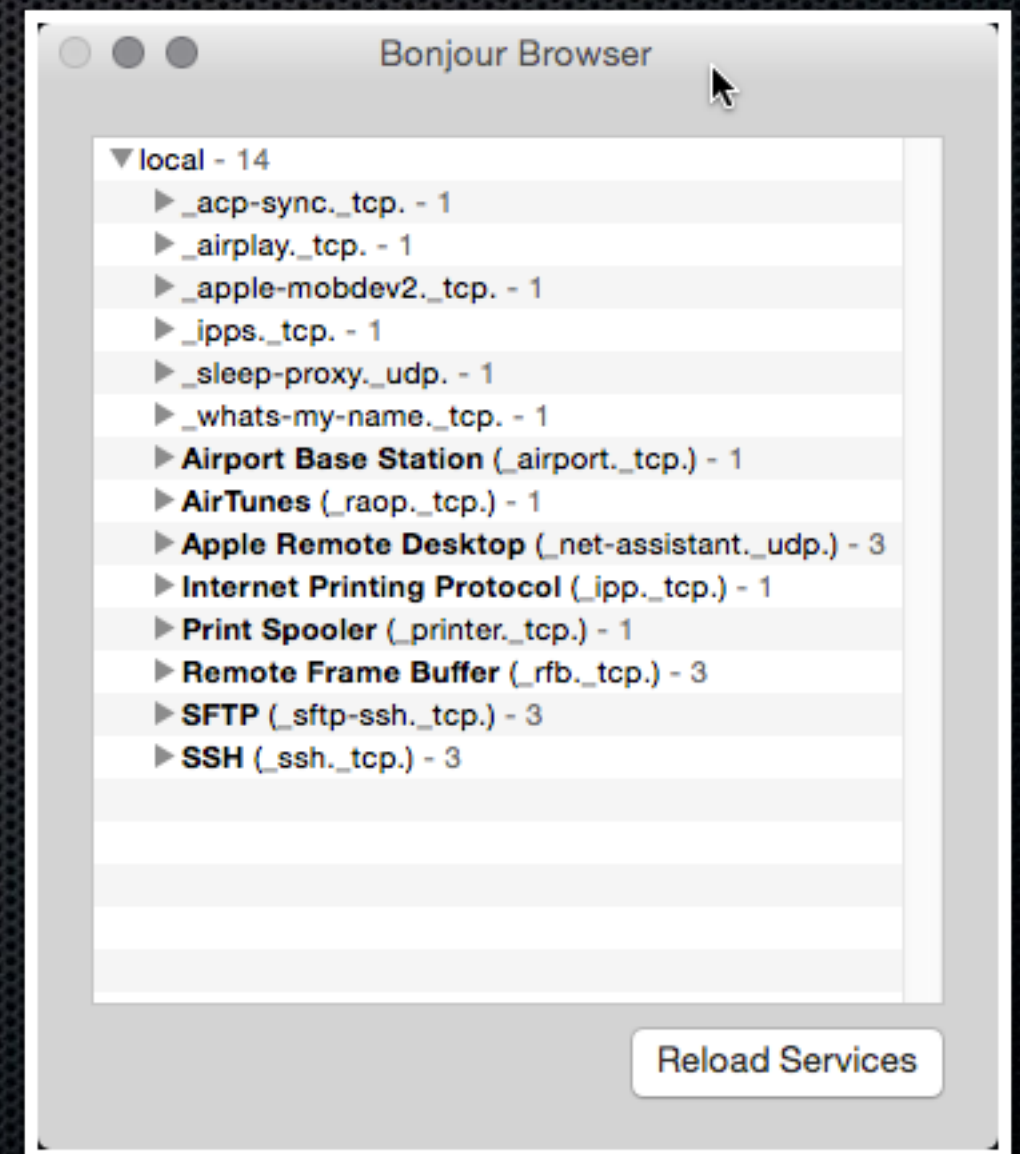 Bonjour Browser
local - 14
_acp-sync._tcp. - 1
_airplay._tcp. - 1
_apple-mobdev2._tcp. - 1
_ipps._tcp. - 1
_sleep-proxy._udp. - 1
_whats-my-name._tcp. - 1
Airport Base Station (_airport._tcp.) - 1
AirTunes (_raop._tcp.) - 1
Apple Remote Desktop (_net-assistant._udp.) - 3
Internet Printing Protocol (_ipp._tcp.) - 1
Print Spooler (_printer._tcp.) - 1
Remote Frame Buffer (_rfb._tcp.) - 3
SFTP (_sftp-ssh._tcp.) - 3
SSH (_ssh._tcp.) - 3
Reload Services